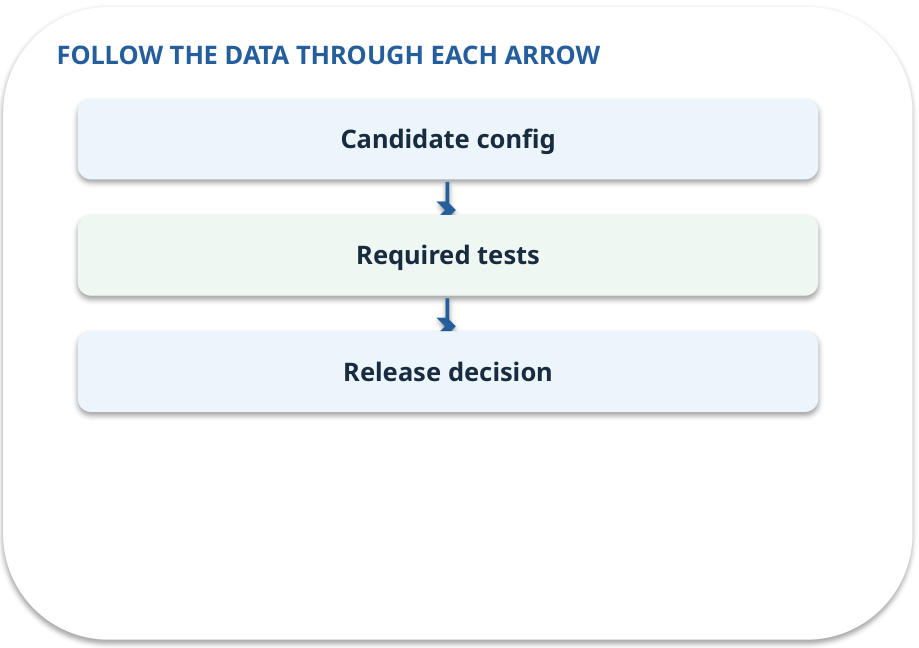 FOLLOW THE DATA THROUGH EACH ARROW
Candidate config
Required tests
Release decision